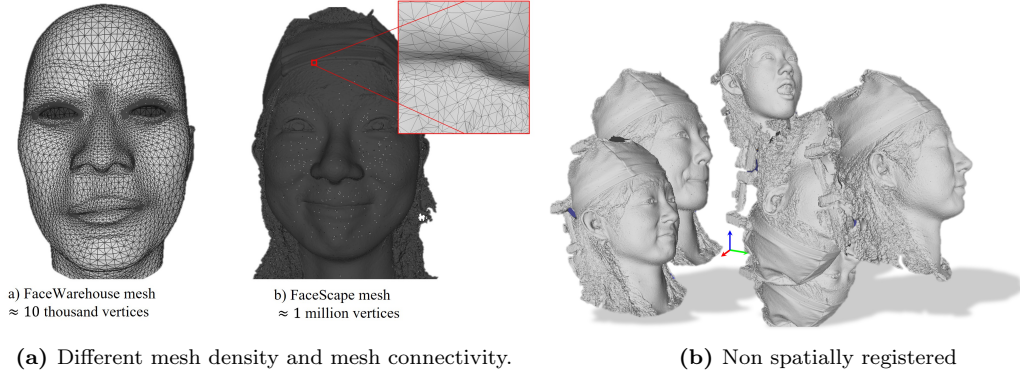 a) FaceWarehouse mesh
≈ 10 thousand vertices
b) FaceScape mesh
≈ 1 million vertices
(a) Different mesh density and mesh connectivity.
(b) Non spatially registered